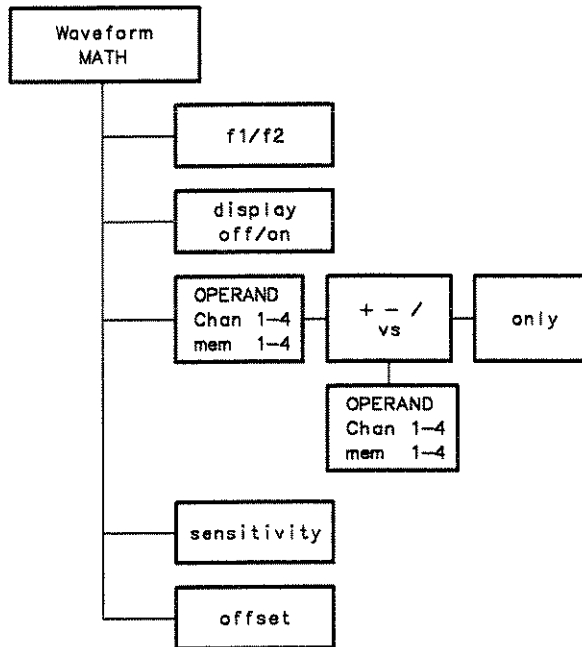 Waveform
MATH
f1/f2
display
off/on
OPERAND
Chan 1-4
mem 1-4
+ - /
vs
only
OPERAND
Chan 1-4
mem 1-4
sensitivity
offset